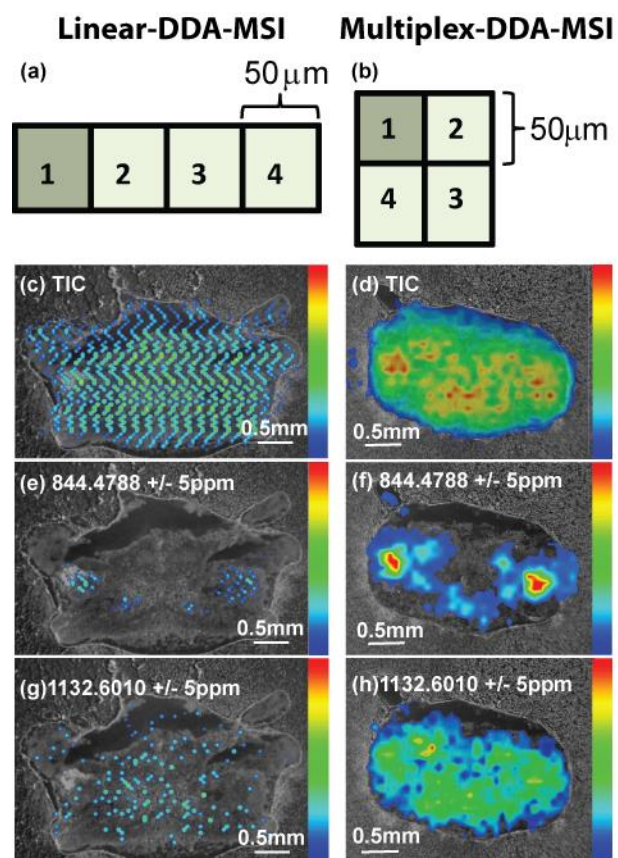 Linear-DDA-MSI Multiplex-DDA-MSI
(a) 50 μm (b)
1 2 3 4
1 2 50μm
4 3
(c) TIC (d) TIC
0.5mm 0.5mm
(e) 844.4788 +/- 5ppm (f) 844.4788 +/- 5ppm
0.5mm 0.5mm
(g)1132.6010 +/- 5ppm (h)1132.6010 +/- 5ppm
0.5mm 0.5mm